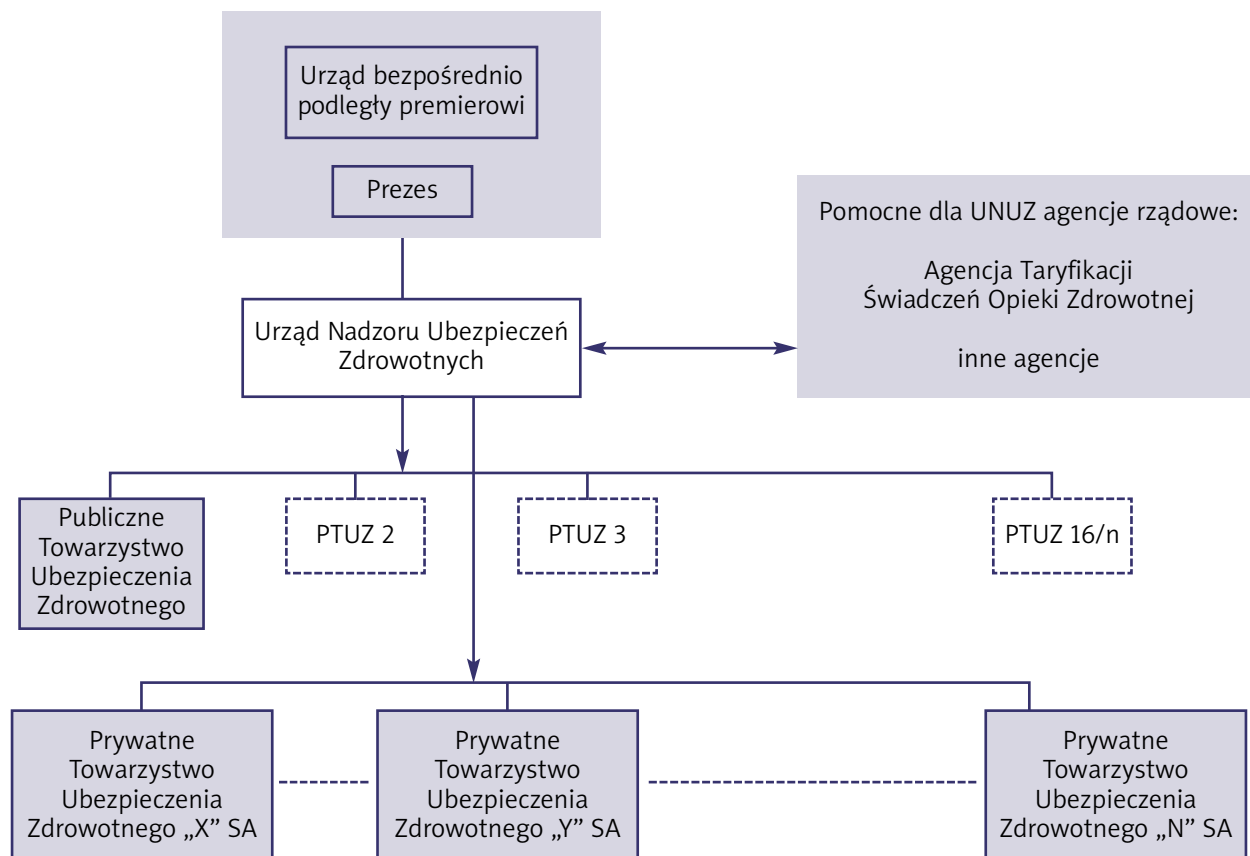 Urząd bezpośrednio
podległy premierowi
Prezes
Pomocne dla UNUZ agencje rządowe:
Agencja Taryfikacji
Świadczeń Opieki Zdrowotnej
inne agencje
Urząd Nadzoru Ubezpieczeń
Zdrowotnych
Publiczne
Towarzystwo
Ubezpieczenia
Zdrowotnego
PTUZ 2
PTUZ 3
PTUZ 16/n
Prywatne
Towarzystwo
Ubezpieczenia
Zdrowotnego „X” SA
Prywatne
Towarzystwo
Ubezpieczenia
Zdrowotnego „Y” SA
Prywatne
Towarzystwo
Ubezpieczenia
Zdrowotnego „N” SA